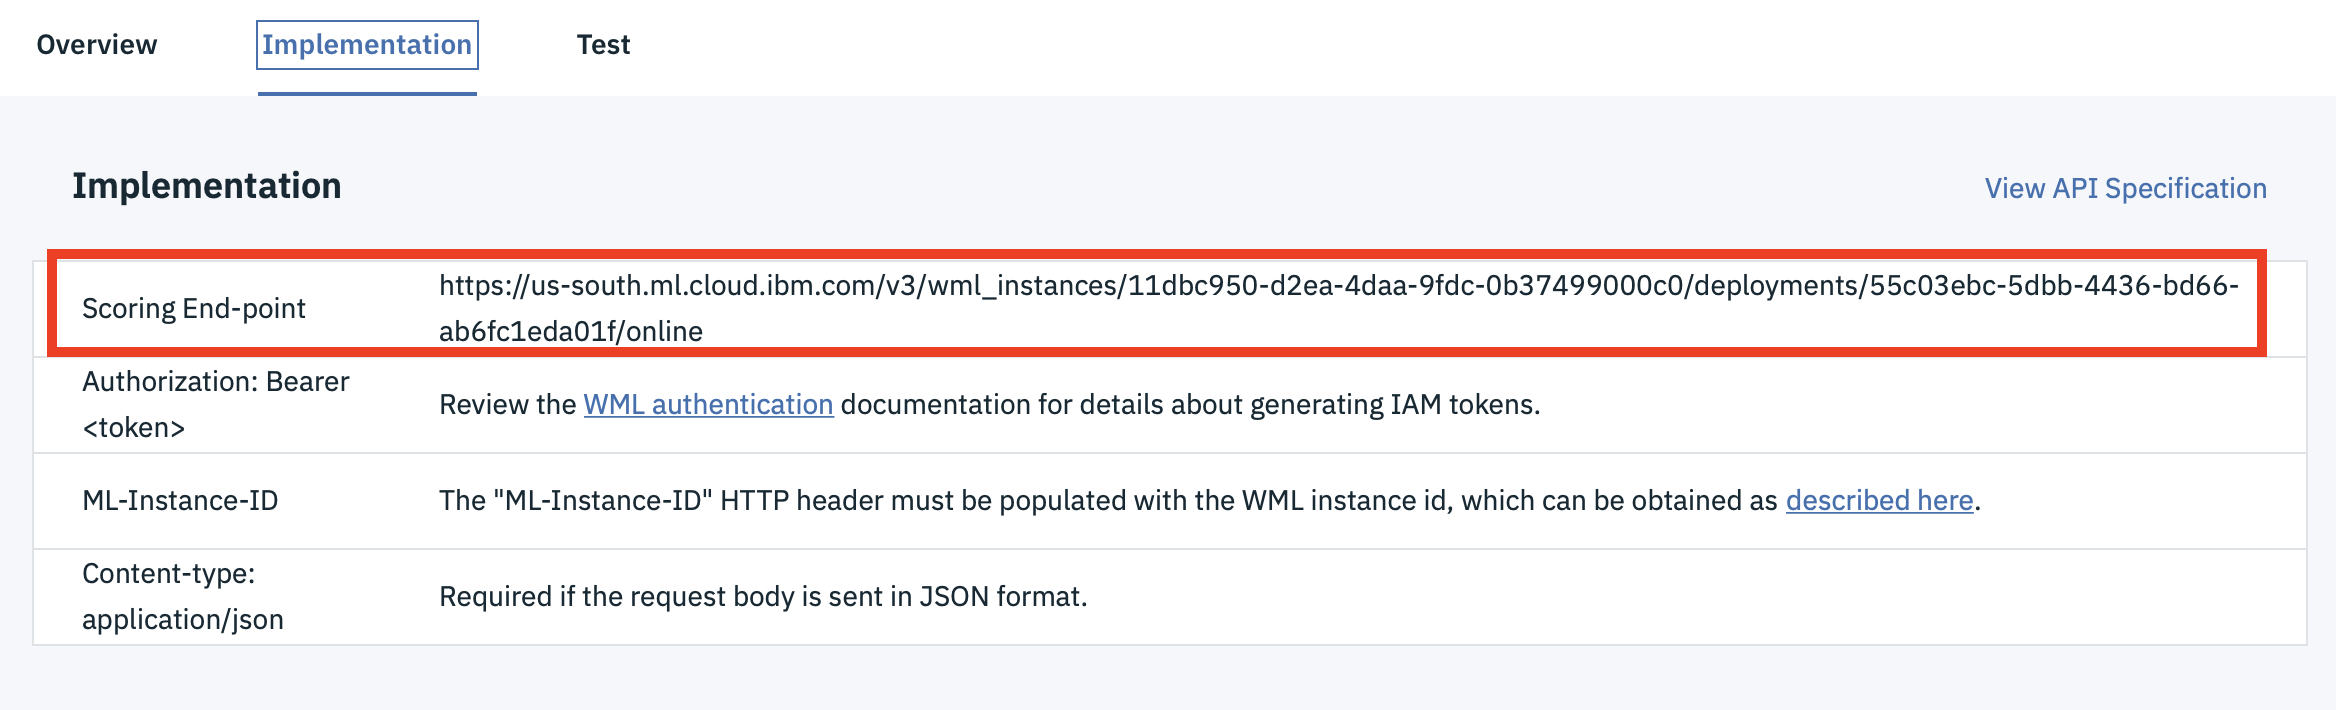 Overview
Implementation
Test
Implementation
View API Specification
Scoring End-point
https://us-south.ml.cloud.ibm.com/v3/wml_instances/11dbc950-d2ea-4daa-9fdc-0b37499000c0/deployments/55c03ebc-5dbb-4436-bd66-
ab6fc1eda01f/online
Authorization: Bearer
<token>
Review the WML authentication documentation for details about generating IAM tokens.
ML-Instance-ID
The "ML-Instance-ID" HTTP header must be populated with the WML instance id, which can be obtained as described here.
Content-type:
application/json
Required if the request body is sent in JSON format.